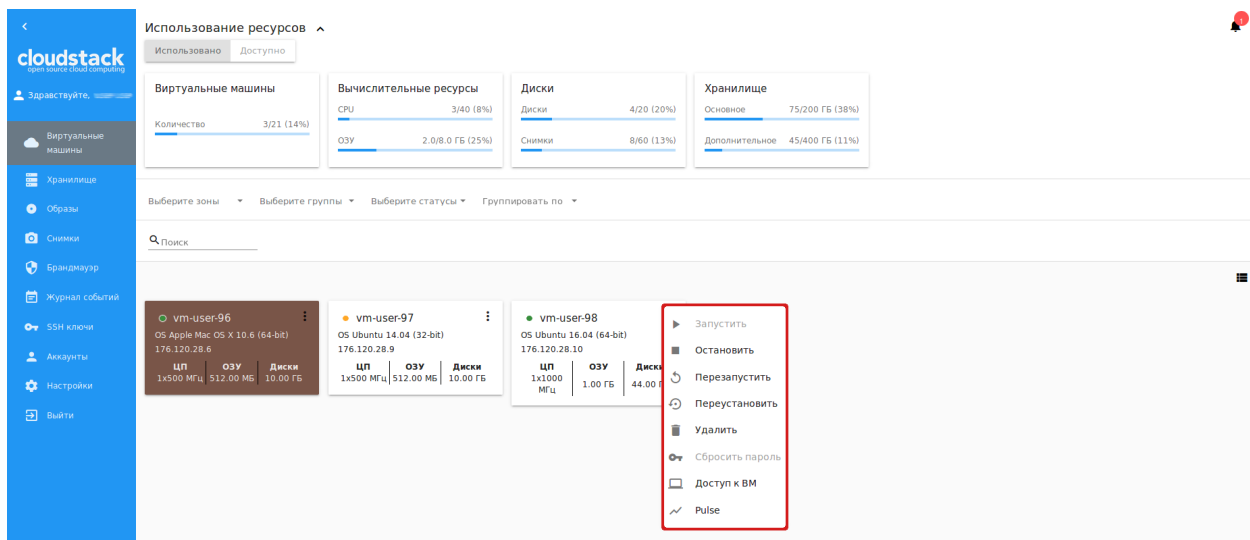 Использование ресурсов
1
Использовано Доступно
cloudstack
open source cloud computing
Здравствуйте,
Виртуальные машины
Количество 3/21 (14%)
Вычислительные ресурсы
CPU 3/40 (8%)
ОЗУ 2.0/8.0 ГБ (25%)
Диски
Диски 4/20 (20%)
Снимки 8/60 (13%)
Хранилище
Основное 75/200 ГБ (38%)
Дополнительное 45/400 ГБ (11%)
Виртуальные
машины
Хранилище
Образы
Снимки
Брандмауэр
Журнал событий
SSH ключи
Аккаунты
Настройки
Выйти
Выберите зоны Выберите группы Выберите статусы Группировать по
Поиск
vm-user-96
OS Apple Mac OS X 10.6 (64-bit)
176.120.28.6
ЦП ОЗУ Диски
1x500 МГц 512.00 МБ 10.00 ГБ
vm-user-97
OS Ubuntu 14.04 (32-bit)
176.120.28.9
ЦП ОЗУ Диски
1x500 МГц 512.00 МБ 10.00 ГБ
vm-user-98
OS Ubuntu 16.04 (64-bit)
176.120.28.10
ЦП ОЗУ Диски
1x1000
МГц 1.00 ГБ 44.00 Г
Запустить
Остановить
Перезапустить
Переустановить
Удалить
Сбросить пароль
Доступ к ВМ
Pulse